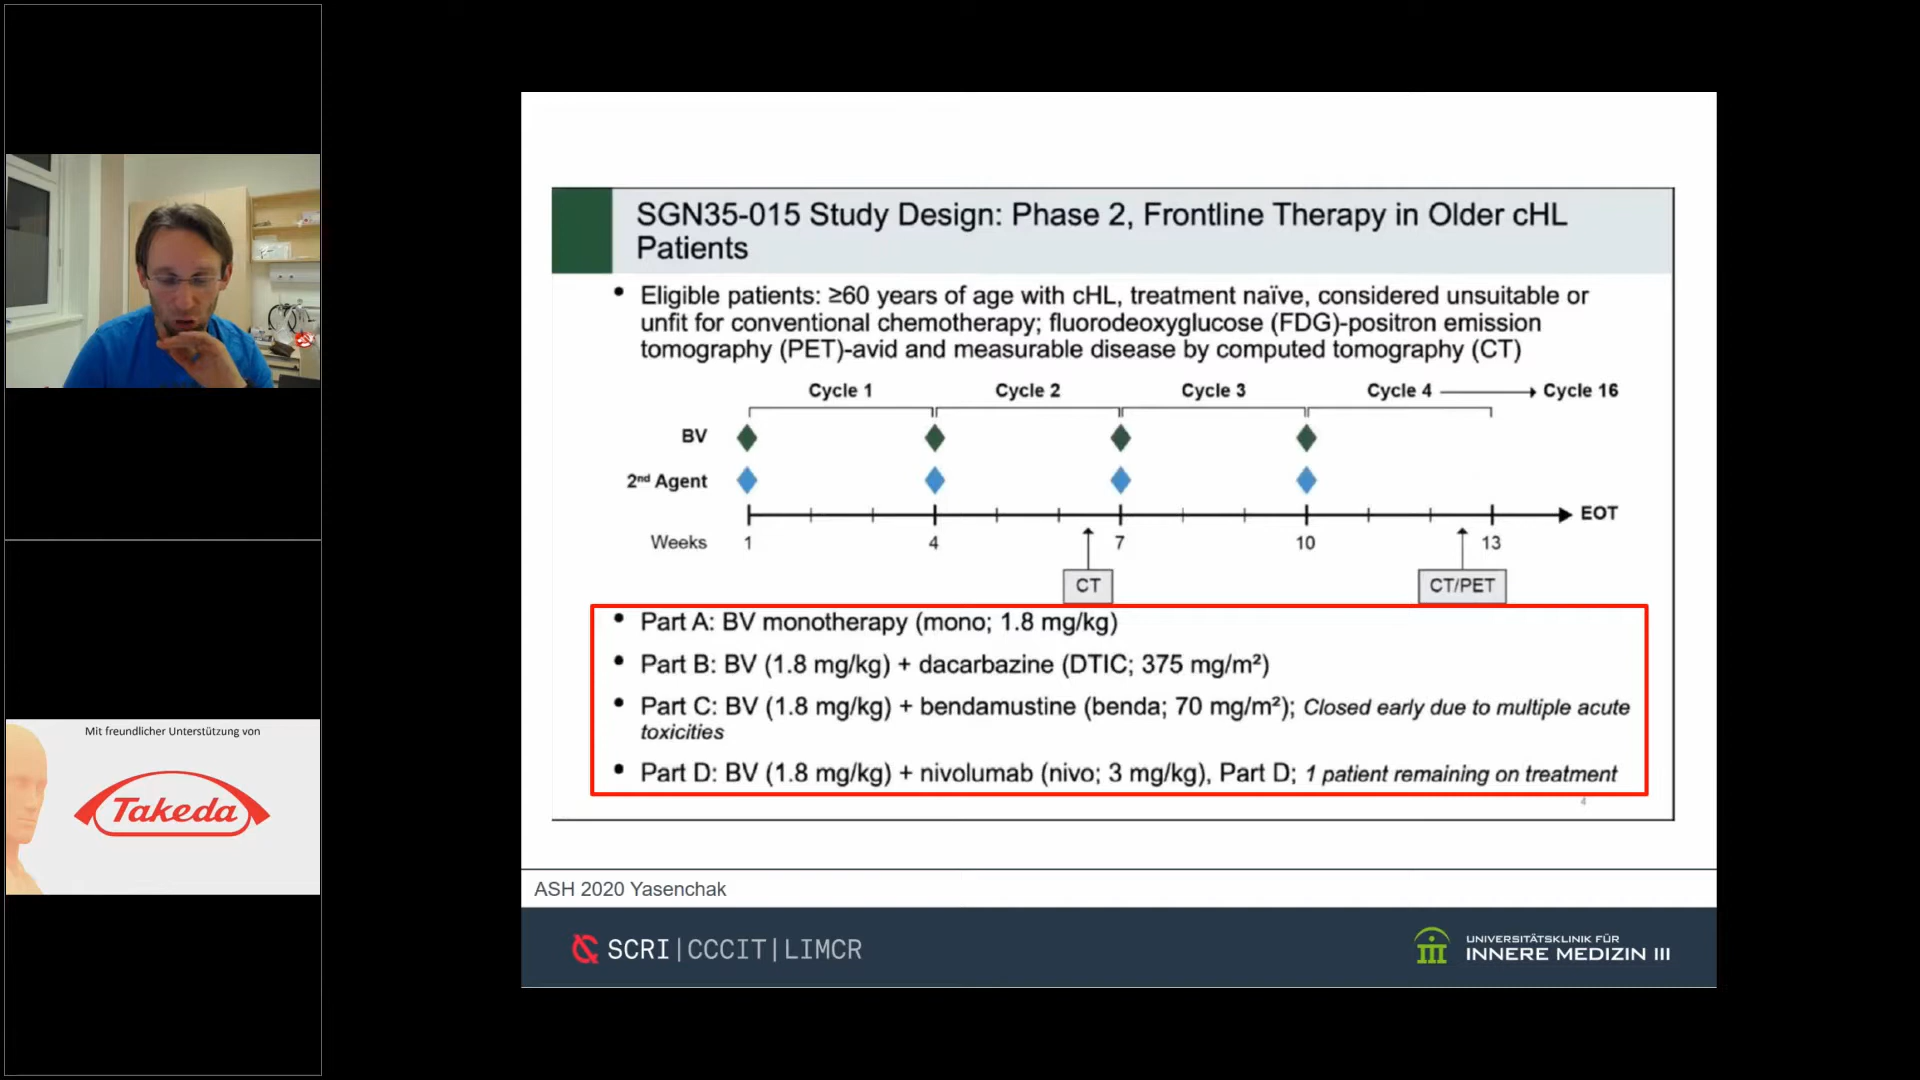 Mit freundlicher Unterstützung von
Takeda
SGN35-015 Study Design: Phase 2, Frontline Therapy in Older cHL
Patients
• Eligible patients: ≥60 years of age with cHL, treatment naïve, considered unsuitable or
unfit for conventional chemotherapy; fluorodeoxyglucose (FDG)-positron emission
tomography (PET)-avid and measurable disease by computed tomography (CT)
Cycle 1 Cycle 2 Cycle 3 Cycle 4 Cycle 16
BV
2nd Agent
EOT
Weeks 1 4 7 10 13
CT CT/PET
• Part A: BV monotherapy (mono; 1.8 mg/kg)
• Part B: BV (1.8 mg/kg) + dacarbazine (DTIC; 375 mg/m²)
• Part C: BV (1.8 mg/kg) + bendamustine (benda; 70 mg/m²); Closed early due to multiple acute
toxicities
• Part D: BV (1.8 mg/kg) + nivolumab (nivo; 3 mg/kg), Part D; 1 patient remaining on treatment
4
ASH 2020 Yasenchak
SCRI|CCCIT|LIMCR
UNIVERSITÄTSKLINIK FÜR
INNERE MEDIZIN III